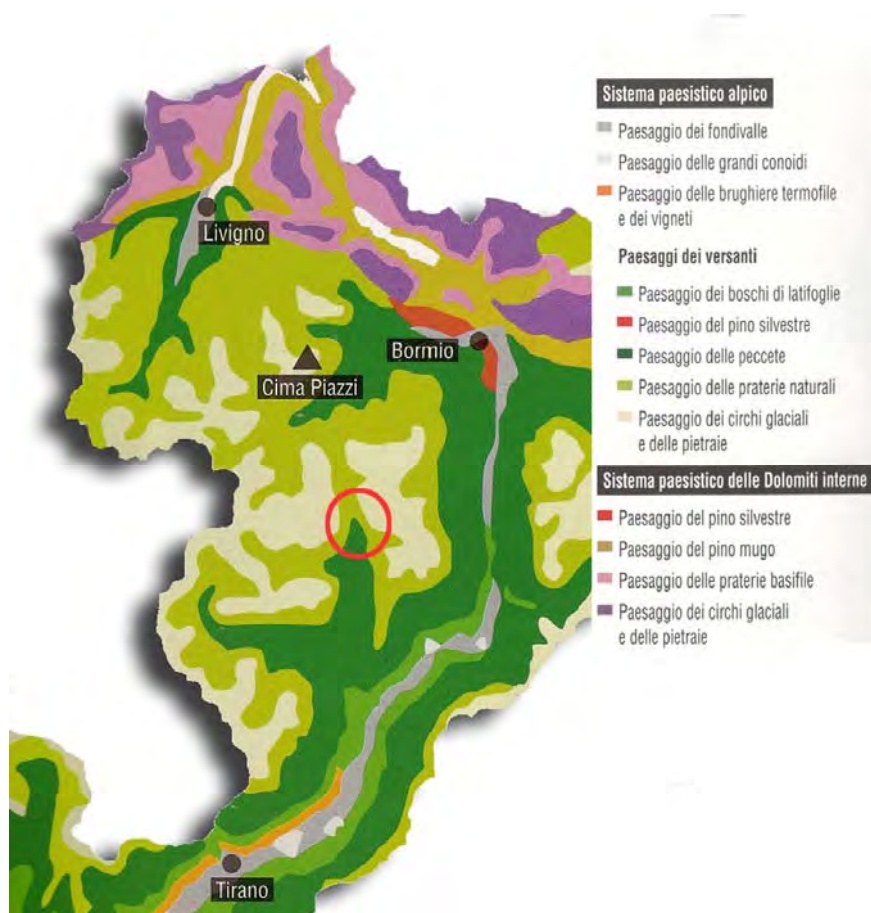 Livigno
Cima Piazzi
Bormio
Tirano
Sistema paesistico alpico
Paesaggio dei fondivalle
Paesaggio delle grandi conoidi
Paesaggio delle brughiere termofile
e dei vigneti
Paesaggi dei versanti
Paesaggio dei boschi di latifoglie
Paesaggio del pino silvestre
Paesaggio delle peccete
Paesaggio delle praterie naturali
Paesaggio dei circhi glaciali
e delle pietraie
Sistema paesistico delle Dolomiti interne
Paesaggio del pino silvestre
Paesaggio del pino mugo
Paesaggio delle praterie basifile
Paesaggio dei circhi glaciali
e delle pietraie